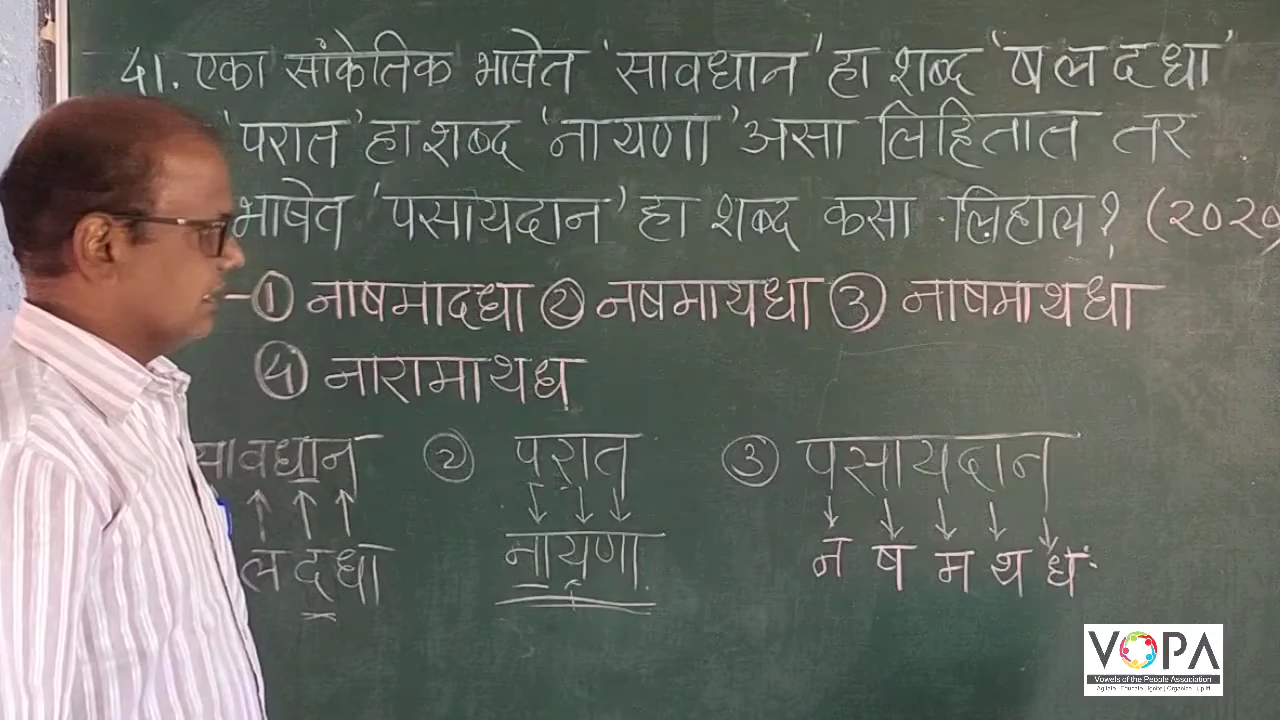 41. एका सांकेतिक भाषेत 'सावधान' हा शब्द 'षलदधा'
'परात' हा शब्द 'नायणा' असा लिहितात तर
भाषेत 'पसायदान' हा शब्द कसा लिहाल? (२०२१
① नाषमादधा ② नषमायधा ③ नाषमाथधा
④ नारामाथध
सावधान ② परात ③ पसायदान
लदधा नायणा न ष म थ ध
VOPA
Vowels of the People Association